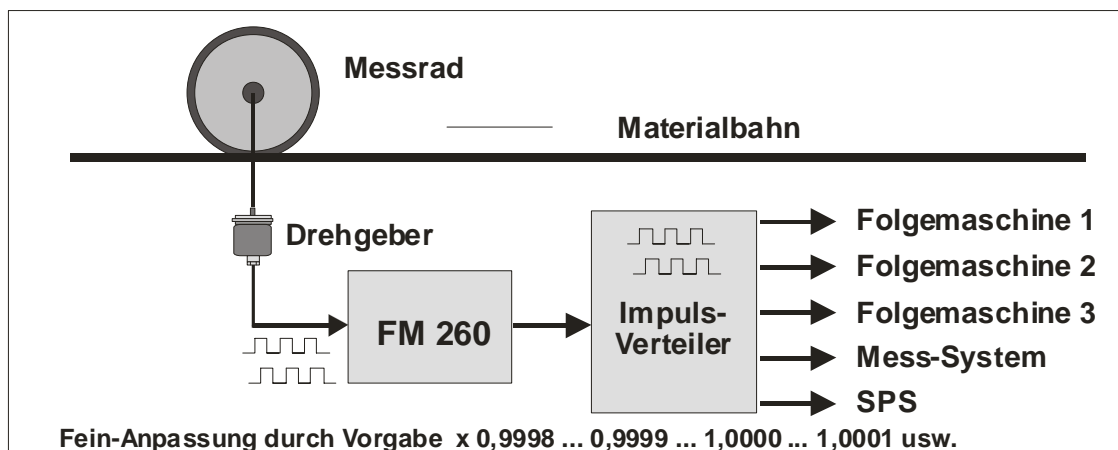 Messrad
Materialbahn
Drehgeber
FM 260
Impuls-
Verteiler
Folgemaschine 1
Folgemaschine 2
Folgemaschine 3
Mess-System
SPS
Fein-Anpassung durch Vorgabe x 0,9998 ... 0,9999 ... 1,0000 ... 1,0001 usw.